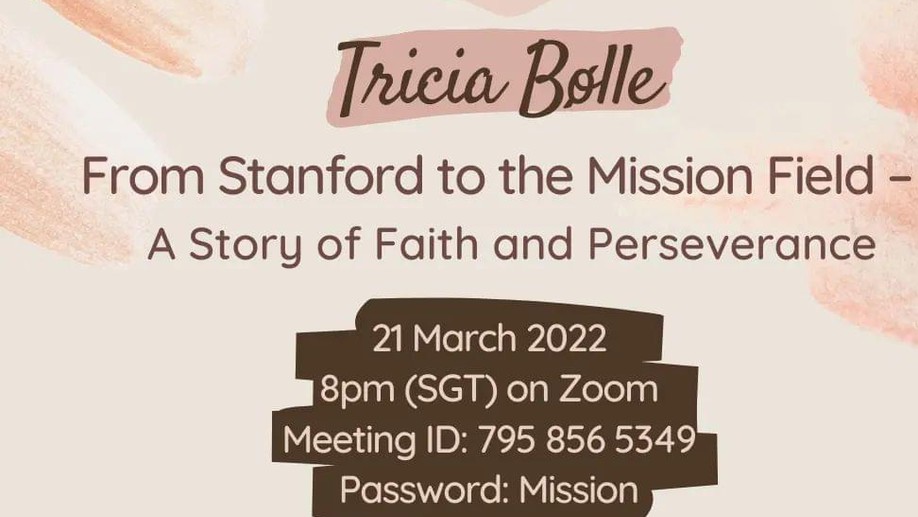 Tricia Bølle
From Stanford to the Mission Field –
A Story of Faith and Perseverance
21 March 2022
8pm (SGT) on Zoom
Meeting ID: 795 856 5349
Password: Mission